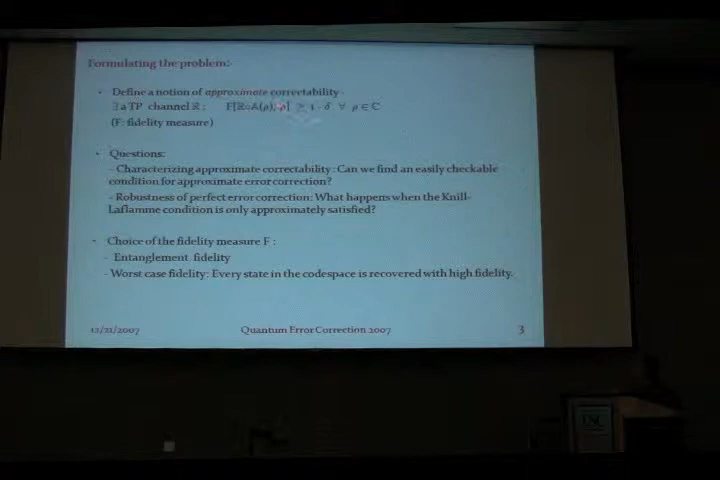 Formulating the problem:
• Define a notion of approximate correctability -
∃ a TP channel ℝ : F[ℝ∘𝔸(ρ), ρ] ≥ 1 - δ ∀ ρ ∈ ℂ
(F: fidelity measure)
• Questions:
- Characterizing approximate correctability : Can we find an easily checkable
condition for approximate error correction?
- Robustness of perfect error correction: What happens when the Knill-
Laflamme condition is only approximately satisfied?
• Choice of the fidelity measure F :
- Entanglement fidelity
- Worst case fidelity: Every state in the codespace is recovered with high fidelity.
12/21/2007 Quantum Error Correction 2007 3
USC